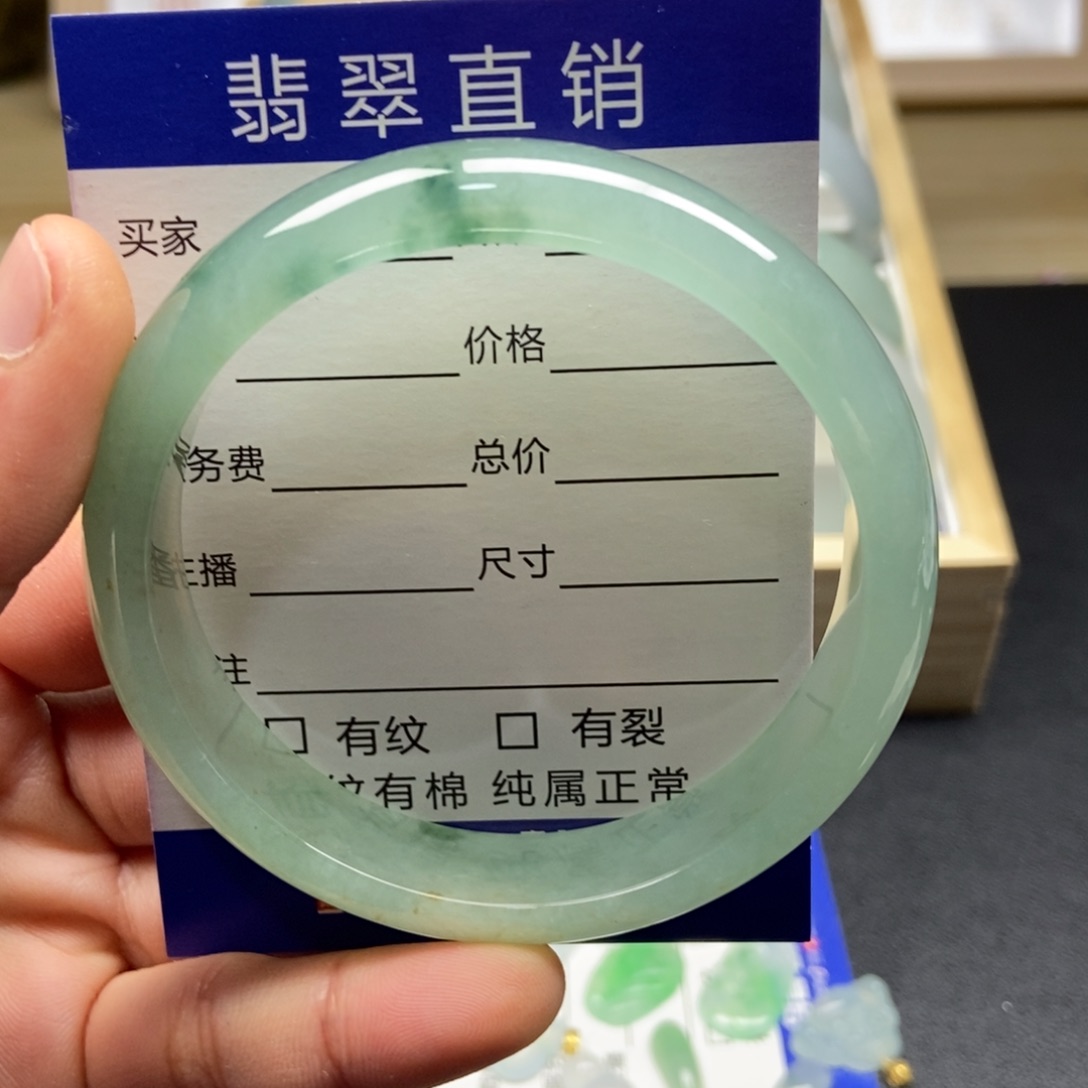 翡翠直销
买家
价格
务费 总价
主播 尺寸
注
有纹 有裂
纹有棉 纯属正常